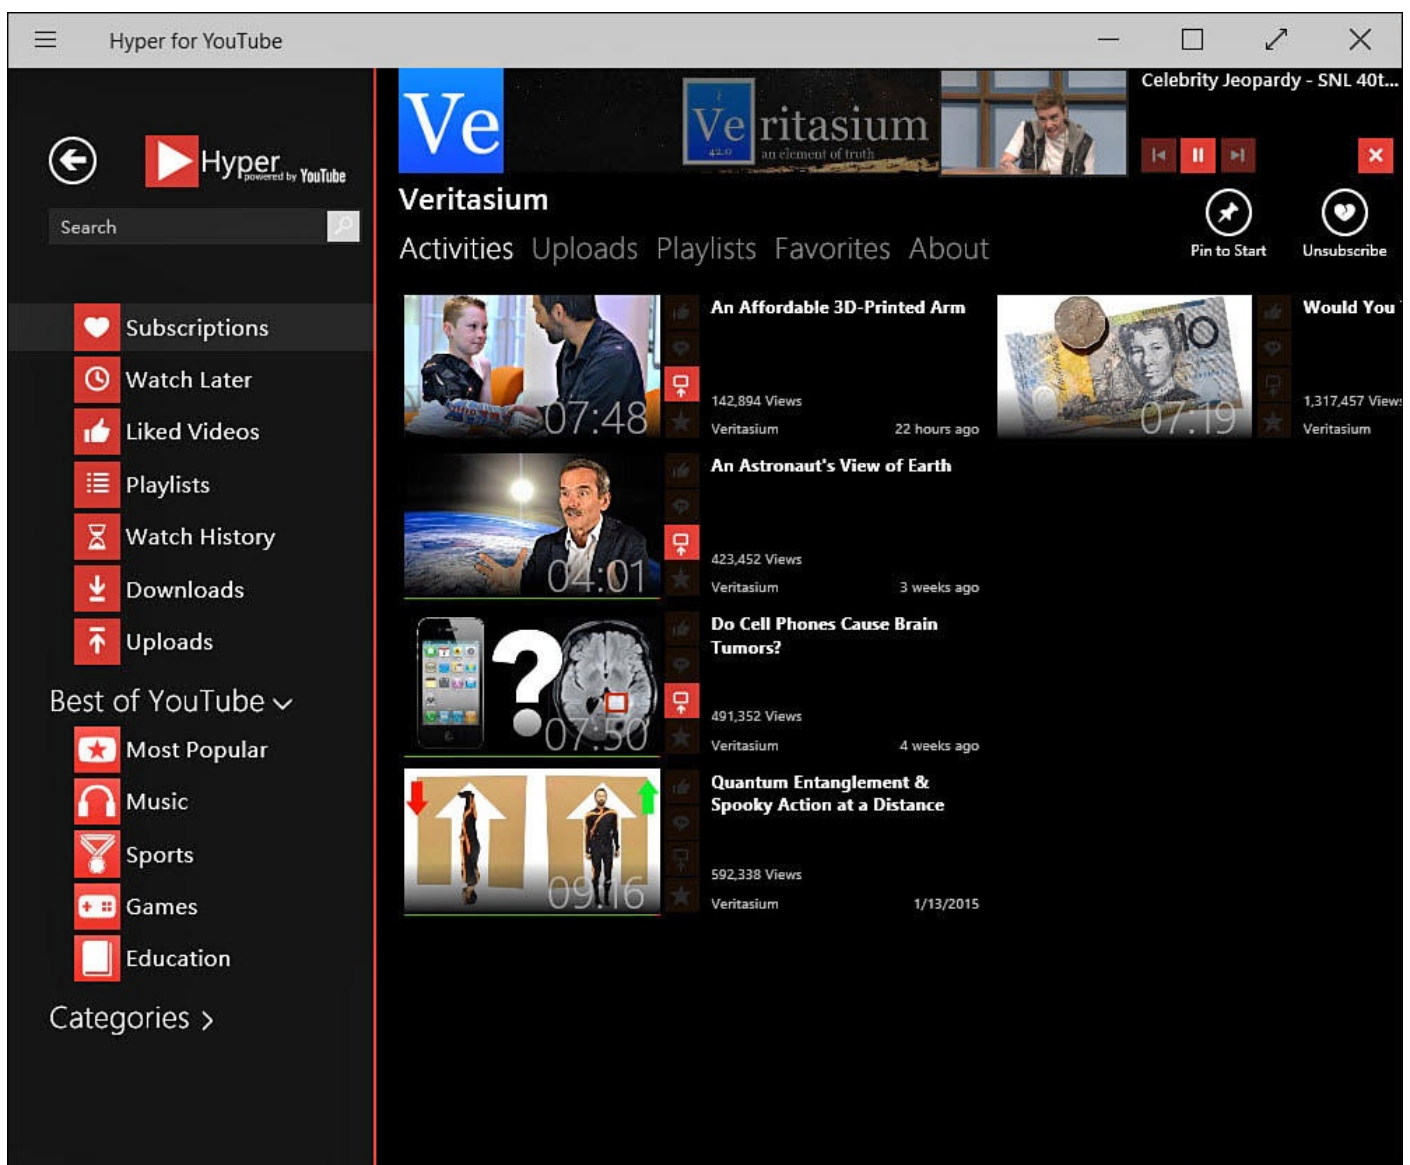 Hyper for YouTube
Ve
Ve ritasium
42.0
an element of truth
Celebrity Jeopardy - SNL 40t...
Hyper
powered by YouTube
Search
Veritasium
Activities Uploads Playlists Favorites About
Pin to Start
Unsubscribe
Subscriptions
Watch Later
Liked Videos
Playlists
Watch History
Downloads
Uploads
Best of YouTube
Most Popular
Music
Sports
Games
Education
Categories
07:48
An Affordable 3D-Printed Arm
142,894 Views
Veritasium 22 hours ago
04:01
An Astronaut's View of Earth
423,452 Views
Veritasium 3 weeks ago
07:50
Do Cell Phones Cause Brain
Tumors?
491,352 Views
Veritasium 4 weeks ago
09:16
Quantum Entanglement &
Spooky Action at a Distance
592,338 Views
Veritasium 1/13/2015
10
07:19
Would You
1,317,457 Views
Veritasium